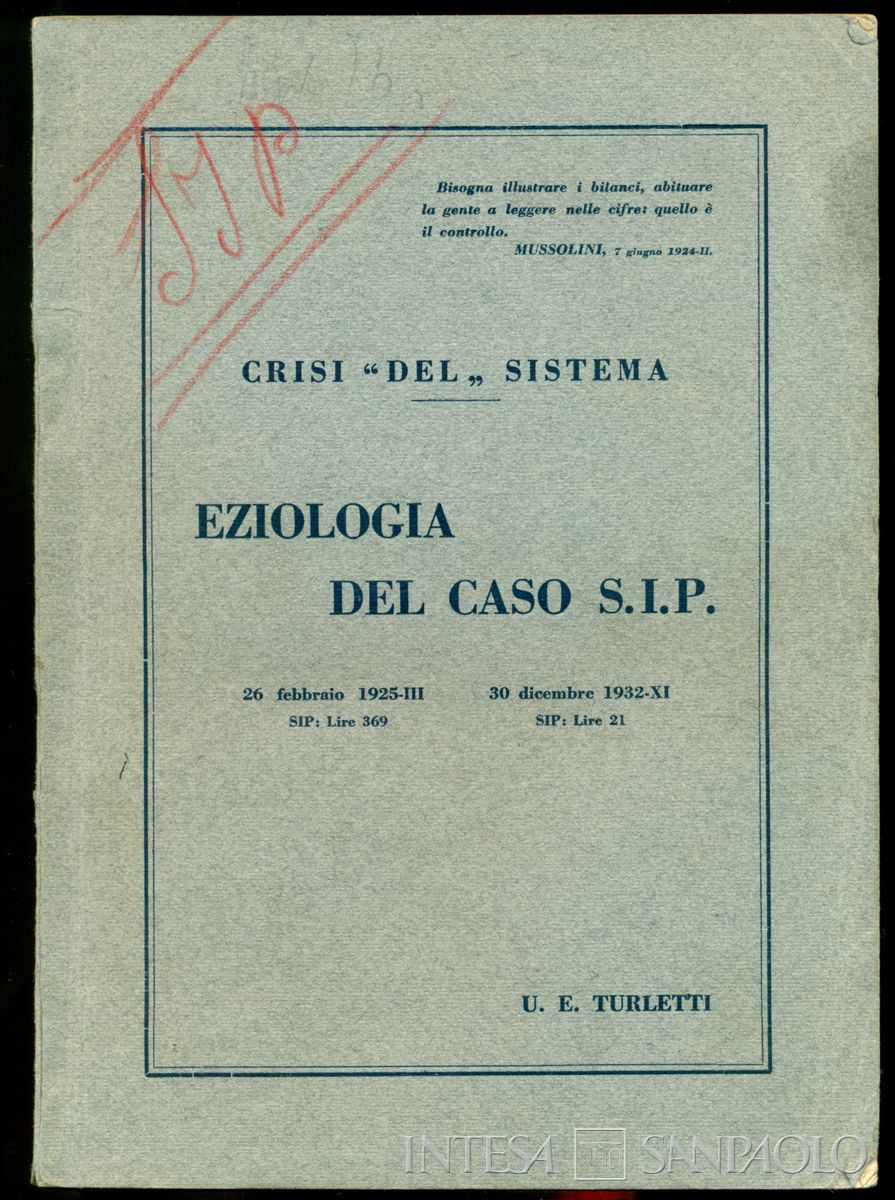 Sip
Bisogna illustrare i bilanci, abituare
la gente a leggere nelle cifre: quello è
il controllo.
MUSSOLINI, 7 giugno 1924-II.
CRISI “DEL„ SISTEMA
EZIOLOGIA
DEL CASO S.I.P.
26 febbraio 1925-III 30 dicembre 1932-XI
SIP: Lire 369 SIP: Lire 21
U. E. TURLETTI
INTESA SANPAOLO